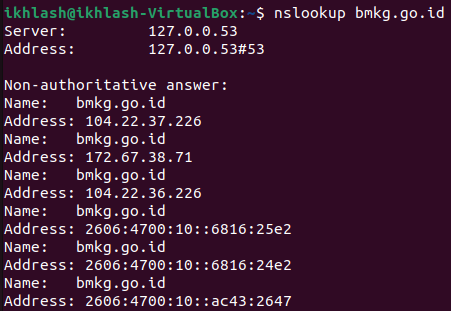 ikhlash@ikhlash-VirtualBox:~$ nslookup bmkg.go.id
Server: 127.0.0.53
Address: 127.0.0.53#53
Non-authoritative answer:
Name: bmkg.go.id
Address: 104.22.37.226
Name: bmkg.go.id
Address: 172.67.38.71
Name: bmkg.go.id
Address: 104.22.36.226
Name: bmkg.go.id
Address: 2606:4700:10::6816:25e2
Name: bmkg.go.id
Address: 2606:4700:10::6816:24e2
Name: bmkg.go.id
Address: 2606:4700:10::ac43:2647